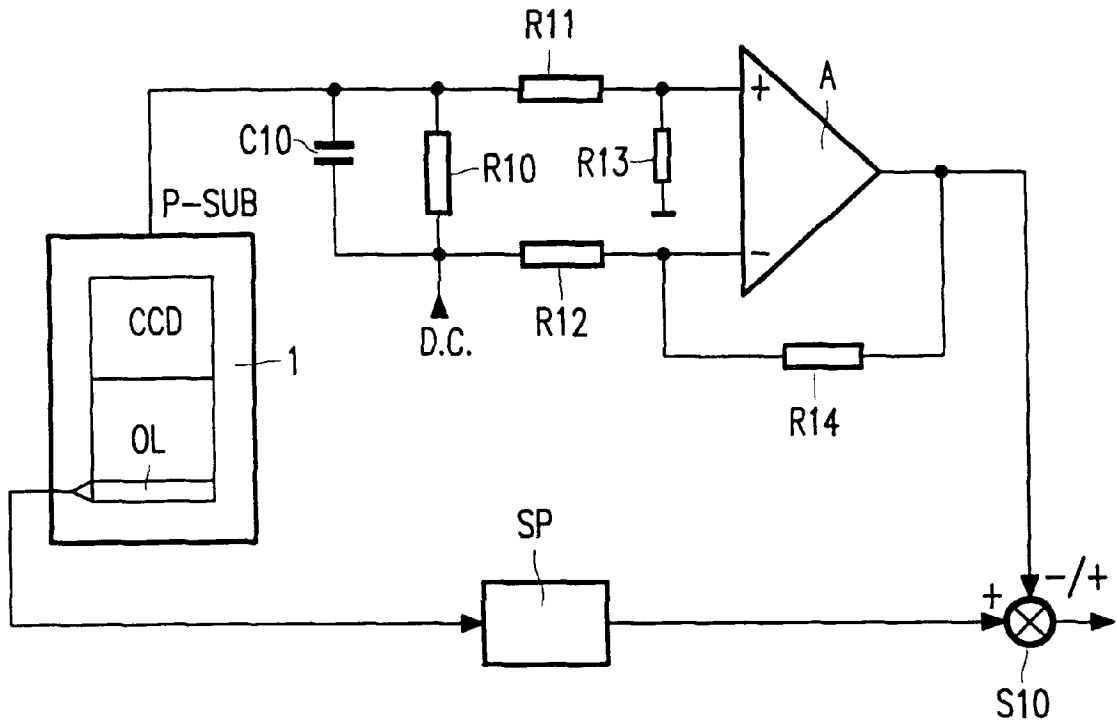 R11
A
+
C10
R10
R13
P-SUB
-
CCD
D.C.
R12
1
R14
OL
SP
-/+
+
S10